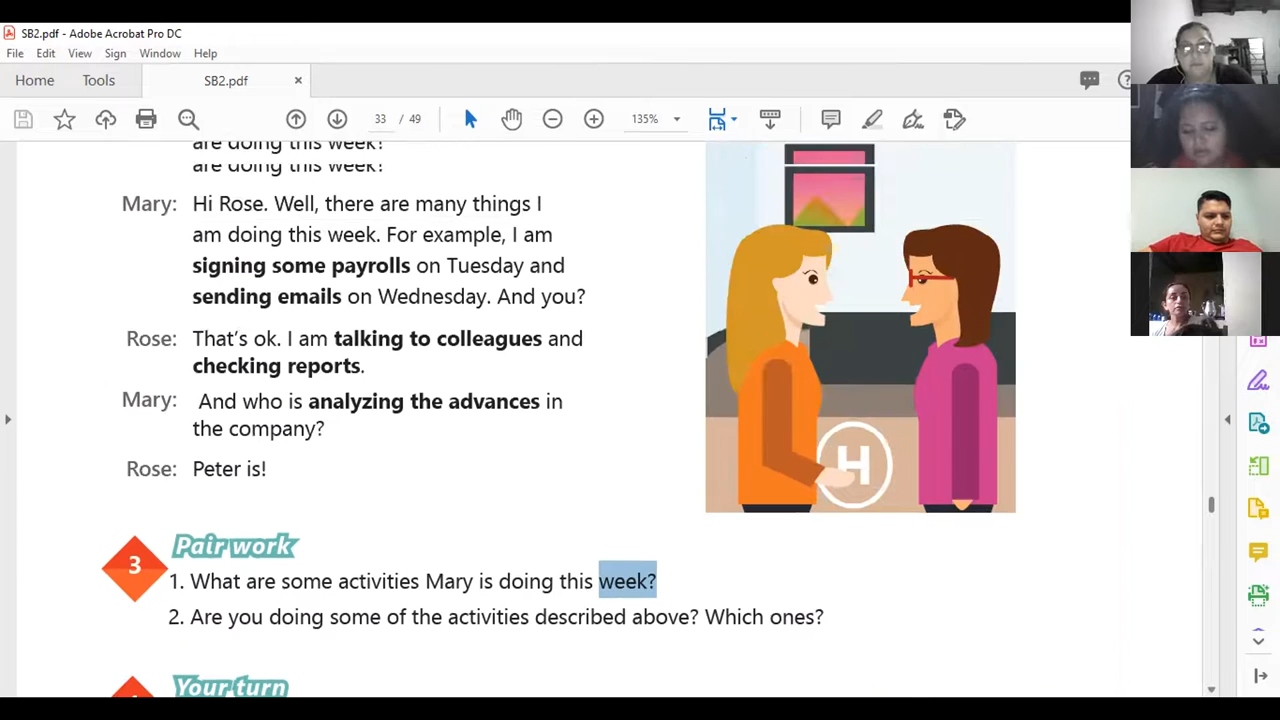 SB2.pdf - Adobe Acrobat Pro DC
File Edit View Sign Window Help
Home Tools SB2.pdf ×
33 / 49 135%
are doing this week?
are doing this week?
Mary: Hi Rose. Well, there are many things I
am doing this week. For example, I am
signing some payrolls on Tuesday and
sending emails on Wednesday. And you?
Rose: That's ok. I am talking to colleagues and
checking reports.
Mary: And who is analyzing the advances in
the company?
Rose: Peter is!
H
3 Pair work
1. What are some activities Mary is doing this week?
2. Are you doing some of the activities described above? Which ones?
Your turn